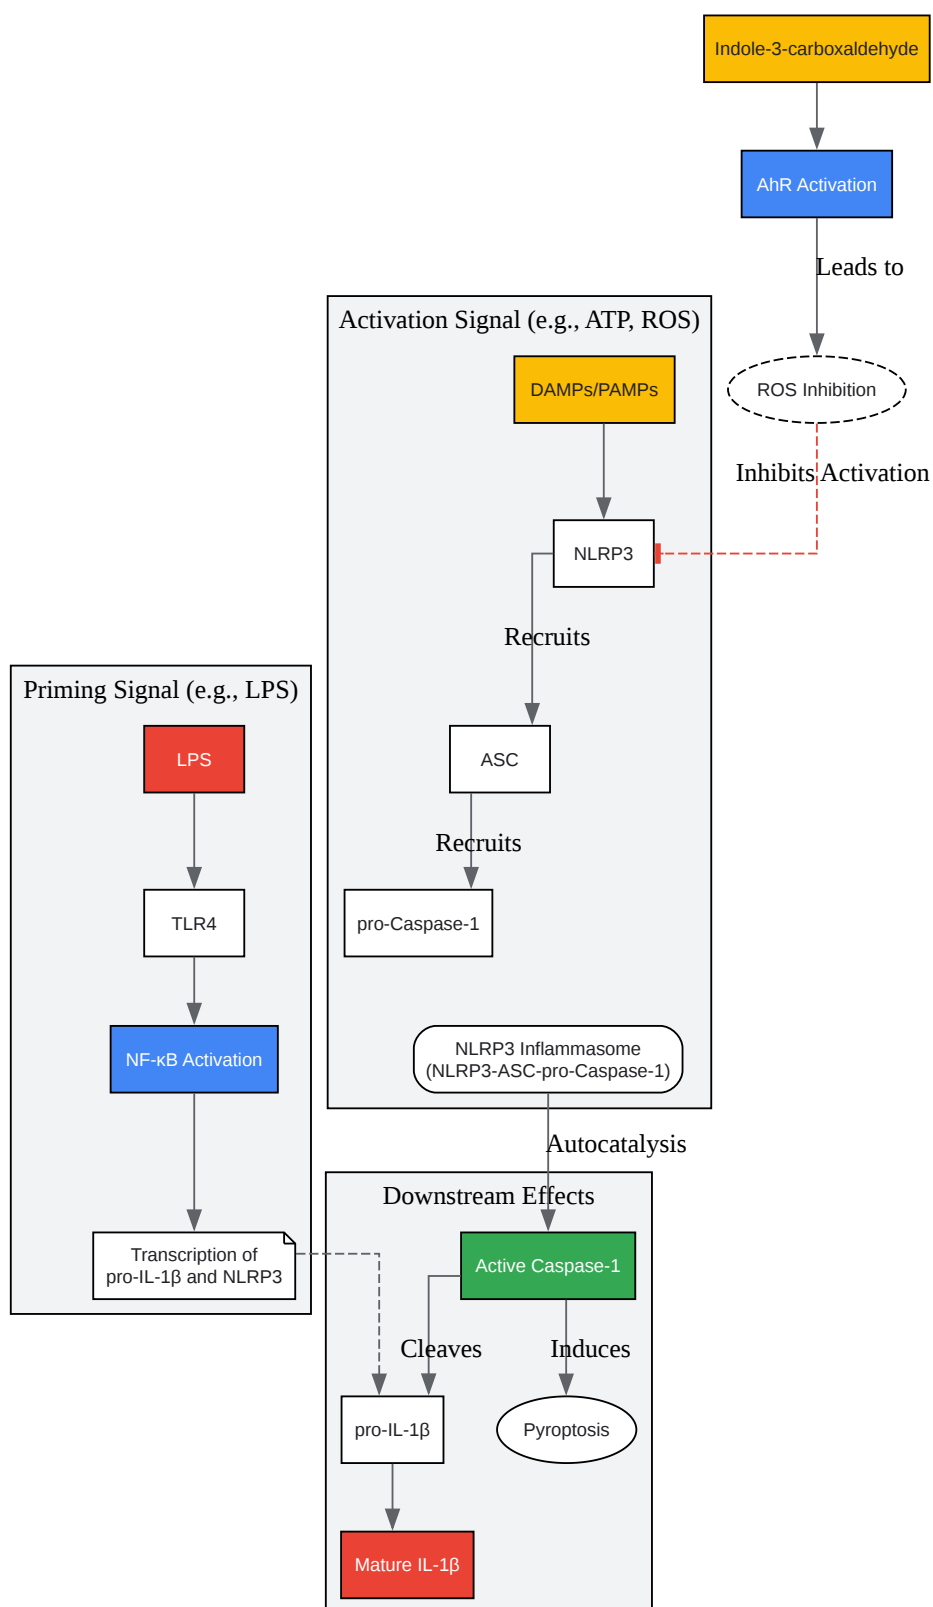 Indole-3-carboxaldehyde
AhR Activation
Leads to
Activation Signal (e.g., ATP, ROS)
DAMPs/PAMPs
ROS Inhibition
Inhibits Activation
NLRP3
Recruits
Priming Signal (e.g., LPS)
LPS
ASC
Recruits
TLR4
pro-Caspase-1
NF-κB Activation
NLRP3 Inflammasome
(NLRP3-ASC-pro-Caspase-1)
Autocatalysis
Downstream Effects
Transcription of
pro-IL-1β and NLRP3
Active Caspase-1
Cleaves
Induces
pro-IL-1β
Pyroptosis
Mature IL-1β